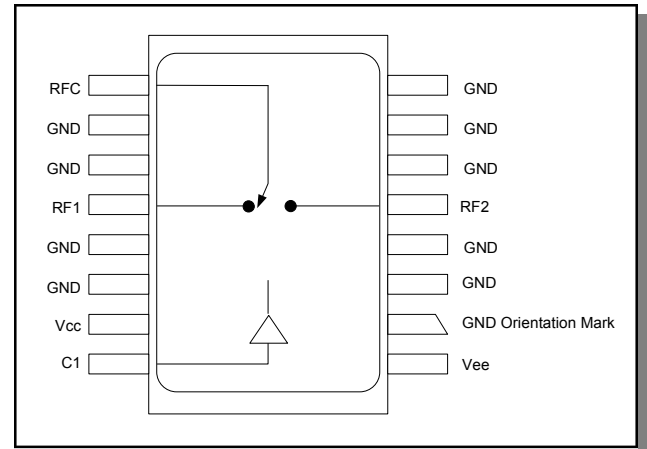 RFC
GND
GND
RF1
GND
GND
Vcc
C1
GND
GND
GND
RF2
GND
GND
GND Orientation Mark
Vee